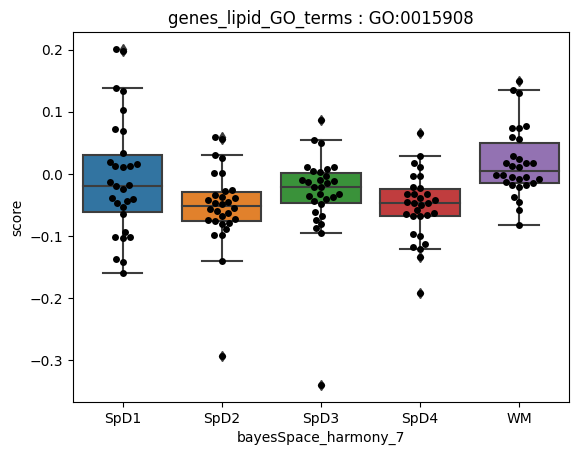 genes_lipid_GO_terms : GO:0015908
0.2
0.1
0.0
−0.1
−0.2
−0.3
score
SpD1 SpD2 SpD3 SpD4 WM
bayesSpace_harmony_7